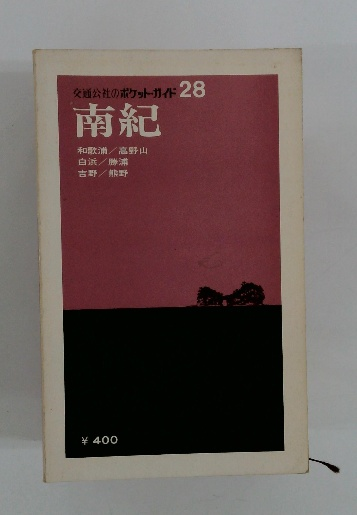 交通公社のポケット・ガイド28
南紀
和歌浦／高野山
白浜／勝浦
吉野／熊野
¥ 400